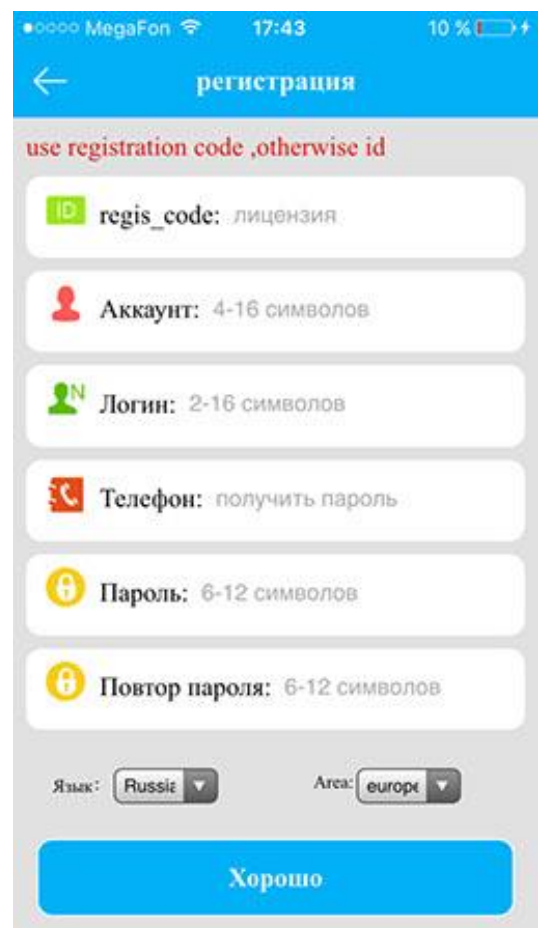 MegaFon 17:43 10 %
регистрация
use registration code ,otherwise id
ID regis_code: лицензия
Аккаунт: 4-16 символов
N Логин: 2-16 символов
Телефон: получить пароль
Пароль: 6-12 символов
Повтор пароля: 6-12 символов
Язык: Russia Area: europe
Хорошо